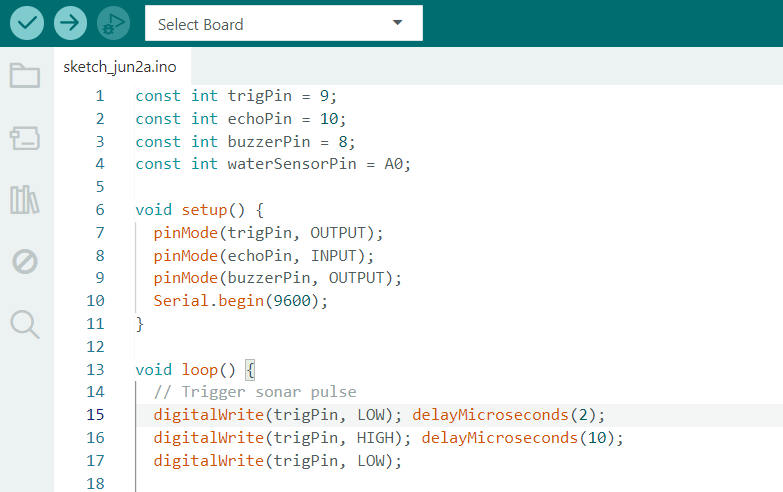 Select Board
sketch_jun2a.ino
1 const int trigPin = 9;
2 const int echoPin = 10;
3 const int buzzerPin = 8;
4 const int waterSensorPin = A0;
5
6 void setup() {
7   pinMode(trigPin, OUTPUT);
8   pinMode(echoPin, INPUT);
9   pinMode(buzzerPin, OUTPUT);
10   Serial.begin(9600);
11 }
12
13 void loop() {
14   // Trigger sonar pulse
15   digitalWrite(trigPin, LOW); delayMicroseconds(2);
16   digitalWrite(trigPin, HIGH); delayMicroseconds(10);
17   digitalWrite(trigPin, LOW);
18